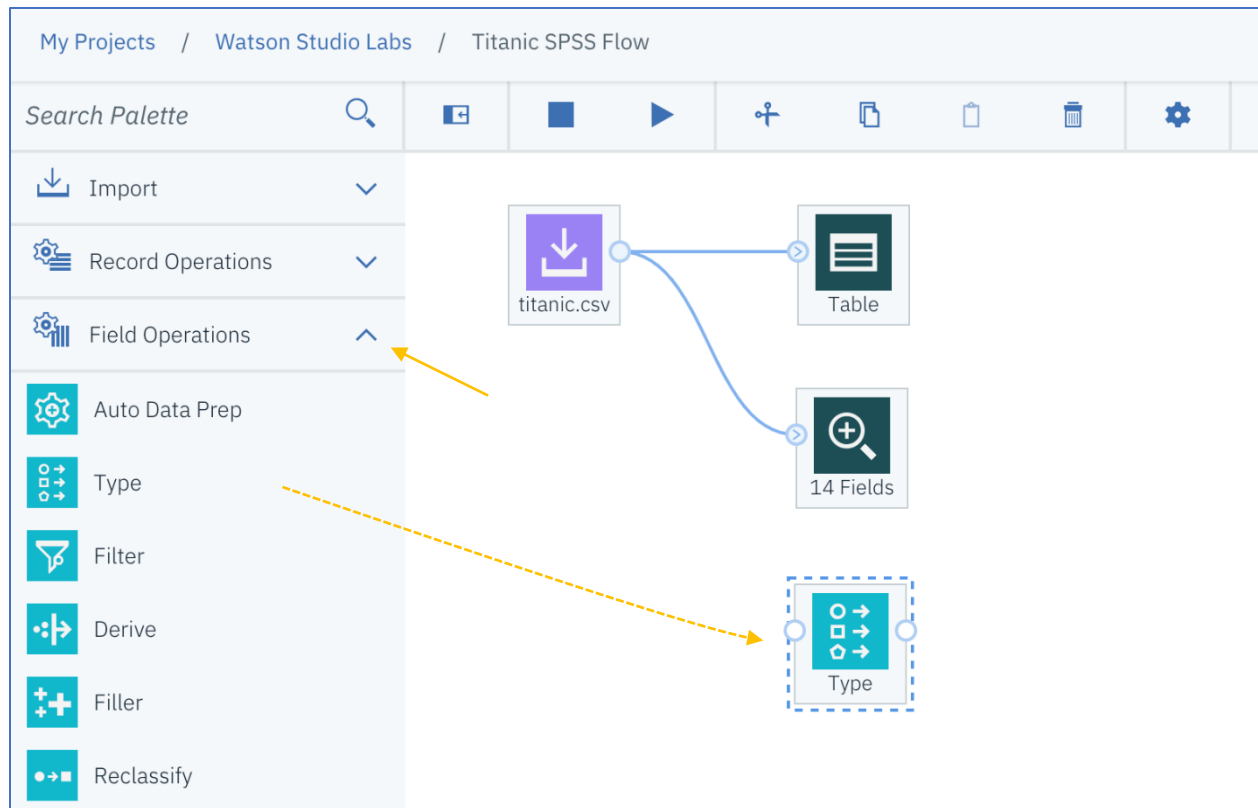 My Projects / Watson Studio Labs / Titanic SPSS Flow
Search Palette
Import
Record Operations
Field Operations
Auto Data Prep
Type
Filter
Derive
Filler
Reclassify
titanic.csv
Table
14 Fields
Type